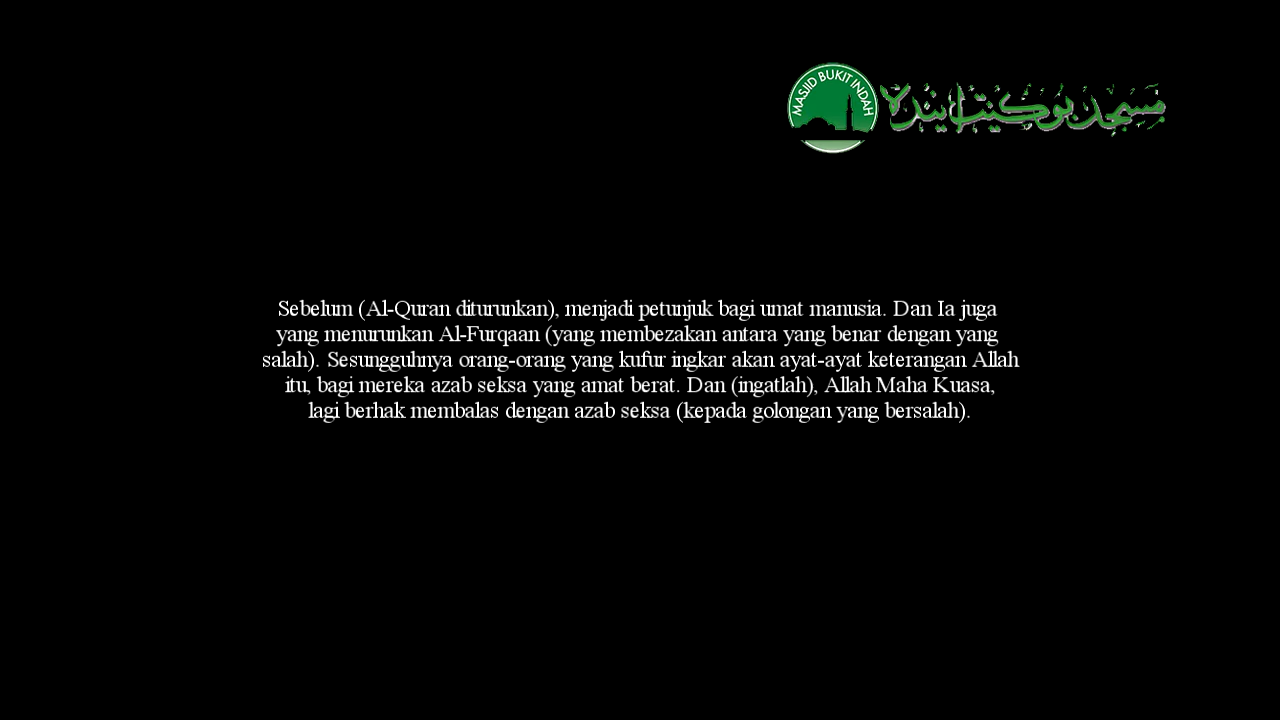 MASJID BUKIT INDAH
مسجد بوكيت اينده
Sebelum (Al-Quran diturunkan), menjadi petunjuk bagi umat manusia. Dan Ia juga
yang menurunkan Al-Furqaan (yang membezakan antara yang benar dengan yang
salah). Sesungguhnya orang-orang yang kufur ingkar akan ayat-ayat keterangan Allah
itu, bagi mereka azab seksa yang amat berat. Dan (ingatlah), Allah Maha Kuasa,
lagi berhak membalas dengan azab seksa (kepada golongan yang bersalah).